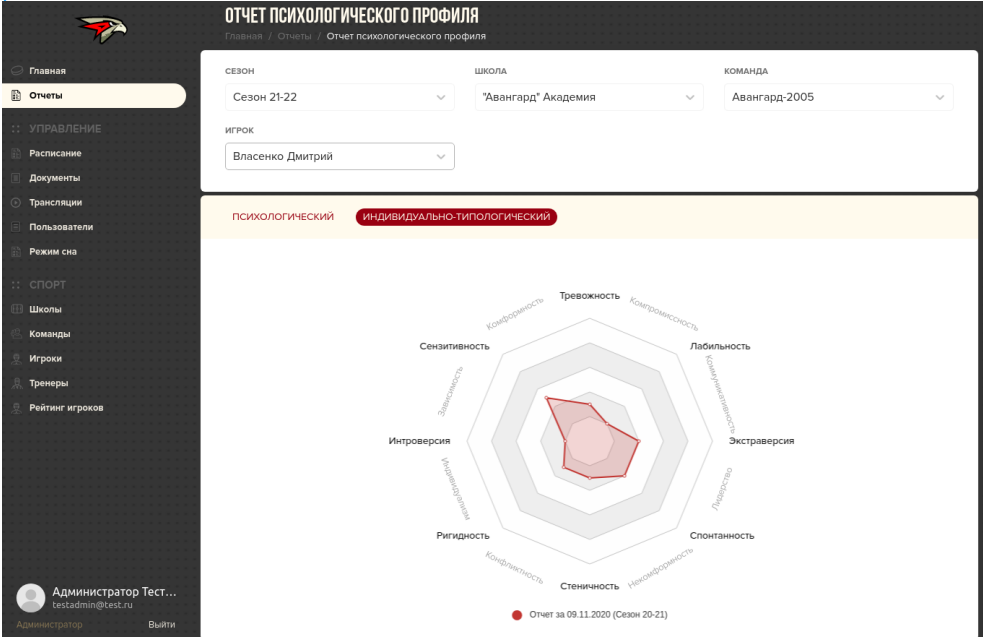 ОТЧЕТ ПСИХОЛОГИЧЕСКОГО ПРОФИЛЯ
Главная / Отчеты / Отчет психологического профиля
Главная
Отчеты
УПРАВЛЕНИЕ
Расписание
Документы
Трансляции
Пользователи
Режим сна
СПОРТ
Школы
Команды
Игроки
Тренеры
Рейтинг игроков
Администратор Тест...
testadmin@test.ru
Администратор Выйти
СЕЗОН ШКОЛА КОМАНДА
Сезон 21-22 "Авангард" Академия Авангард-2005
ИГРОК
Власенко Дмитрий
ПСИХОЛОГИЧЕСКИЙ ИНДИВИДУАЛЬНО-ТИПОЛОГИЧЕСКИЙ
Тревожность
Комформность
Компромиссность
Сензитивность
Лабильность
Зависимость
Коммуникативность
Интроверсия
Экстраверсия
Индивидуализм
Лидерство
Ригидность
Спонтанность
Конфликтность
Некомформность
Стеничность
Отчет за 09.11.2020 (Сезон 20-21)